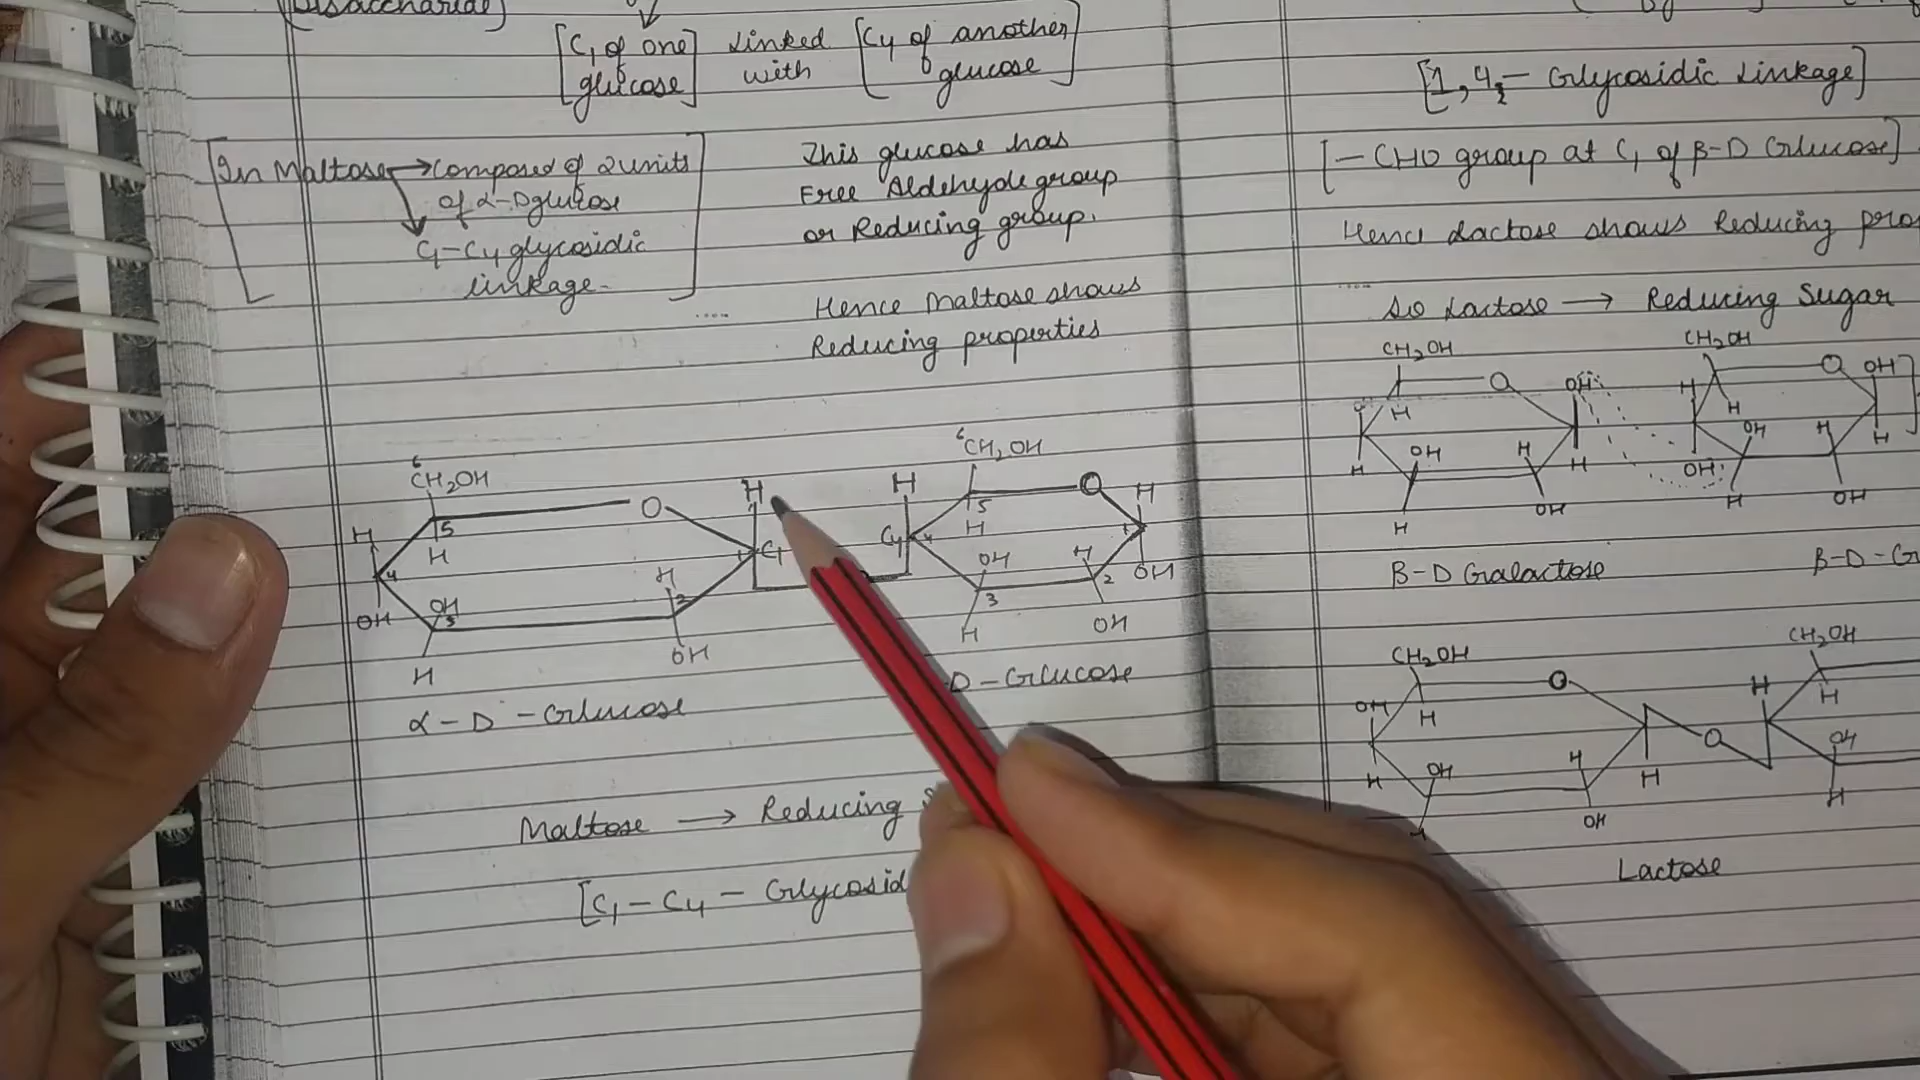 [Disaccharide]
[C1 of one glucose] linked with [C4 of another glucose]
[In Maltose → Composed of 2 units
of α-D glucose
C1-C4 glycosidic
linkage.]
This glucose has
Free Aldehyde group
or Reducing group.
Hence Maltose shows
Reducing properties
6
CH2OH
O
H
H
5
H
4
C1
1
H
2
OH
OH
3
H
OH
α-D-Glucose
6
CH2OH
H
O
H
5
H
C4
4
1
OH
H
2
OH
3
H
OH
D-Glucose
Maltose → Reducing
[C1-C4 - Glycosid
[1,4 - Glycosidic Linkage]
[-CHO group at C1 of β-D Glucose]
Hence Lactose shows Reducing pro
So Lactose → Reducing Sugar
CH2OH
O
OH
H
H
OH
H
H
H
OH
CH2OH
O
OH
H
H
OH
H
H
OH
H
OH
β-D Galactose
β-D-G
CH2OH
O
OH
H
H
OH
H
H
OH
O
CH2OH
H
H
OH
H
Lactose